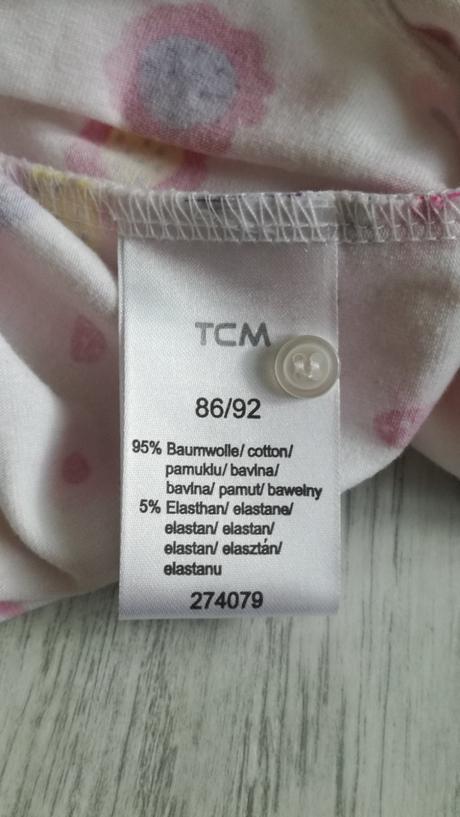 TCM
86/92
95% Baumwolle/ cotton/
pamuklu/ bavlna/
bavlna/ pamut/ bawełny
5% Elasthan/ elastane/
elastan/ elastan/
elastan/ elasztán/
elastanu
274079